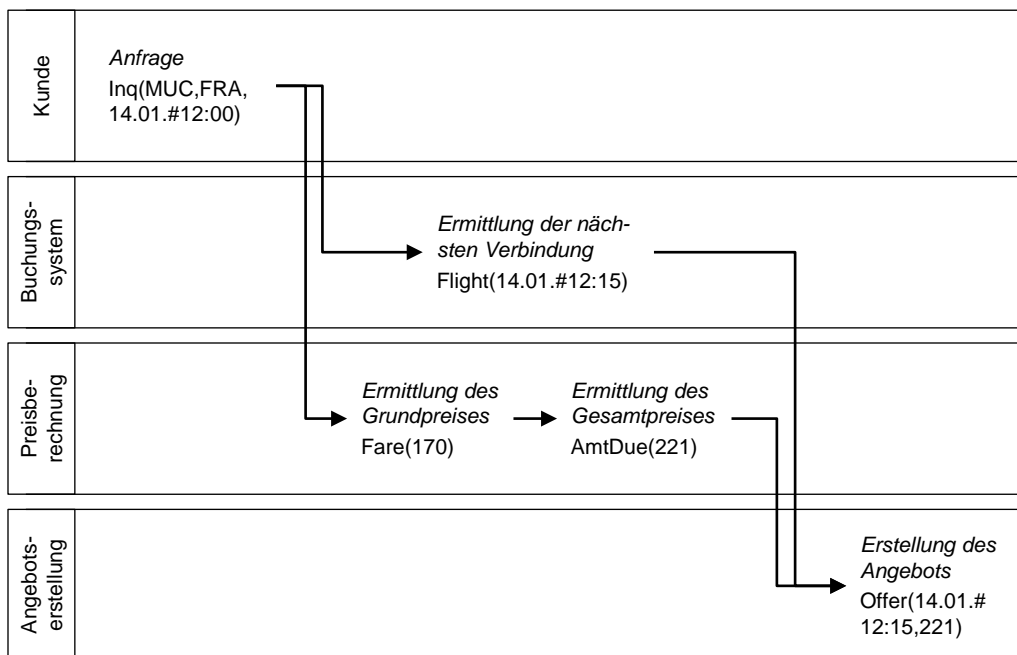 Kunde
Anfrage
Inq(MUC,FRA,
14.01.#12:00)
Buchungs-
system
Ermittlung der näch-
sten Verbindung
Flight(14.01.#12:15)
Preisbe-
rechnung
Ermittlung des
Grundpreises
Fare(170)
Ermittlung des
Gesamtpreises
AmtDue(221)
Angebots-
erstellung
Erstellung des
Angebots
Offer(14.01.#
12:15,221)